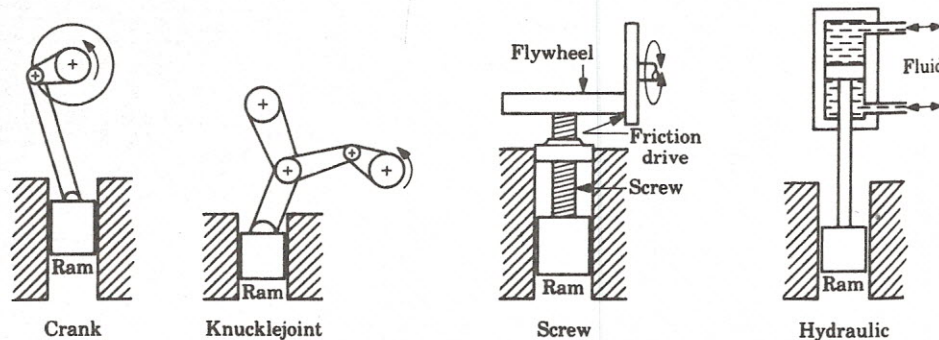 Flywheel
Fluid
Friction
drive
Screw
Ram
Ram
Ram
Ram
Crank
Knucklejoint
Screw
Hydraulic